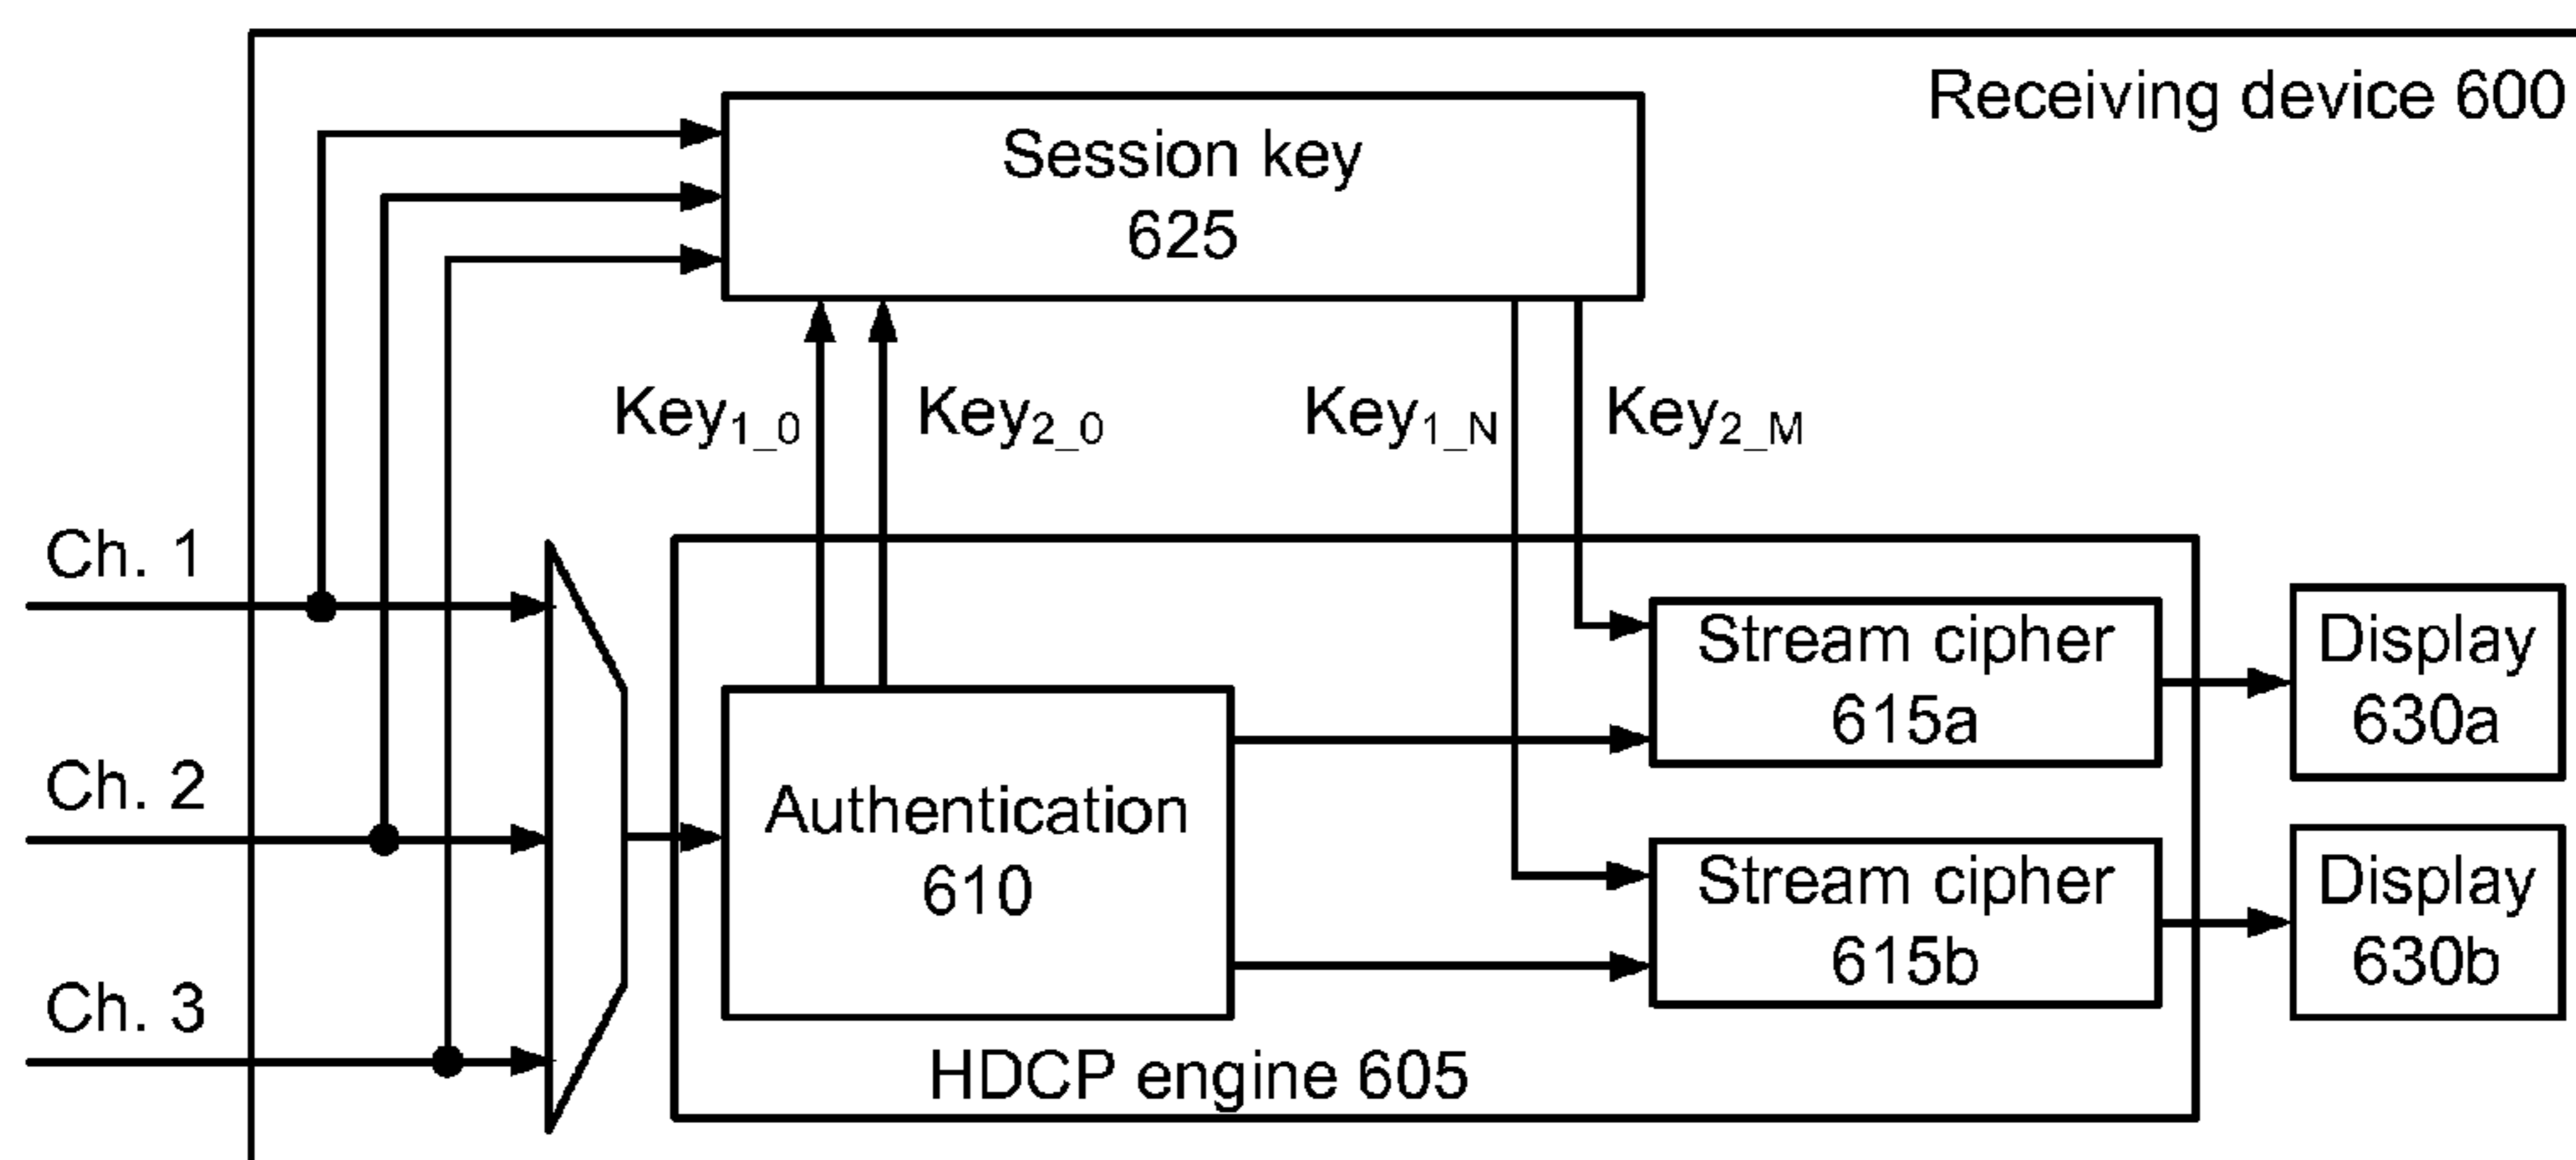 Receiving device 600
Session key
625
Key1_0 Key2_0 Key1_N Key2_M
Ch. 1
Ch. 2
Ch. 3
Authentication
610
Stream cipher
615a
Display
630a
Stream cipher
615b
Display
630b
HDCP engine 605